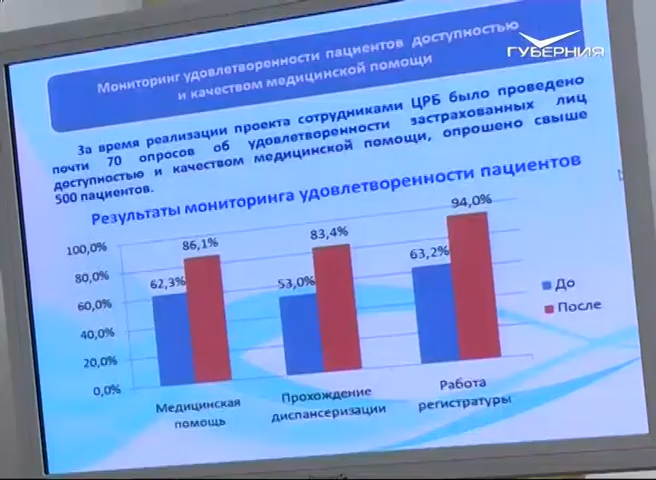 ГУБЕРНИЯ
Мониторинг удовлетворенности пациентов доступностью
и качеством медицинской помощи
За время реализации проекта сотрудниками ЦРБ было проведено
почти 70 опросов об удовлетворенности застрахованных лиц
доступностью и качеством медицинской помощи, опрошено свыше
500 пациентов.
Результаты мониторинга удовлетворенности пациентов
100,0%
80,0%
60,0%
40,0%
20,0%
0,0%
62,3%
86,1%
53,0%
83,4%
63,2%
94,0%
До
После
Медицинская
помощь
Прохождение
диспансеризации
Работа
регистратуры